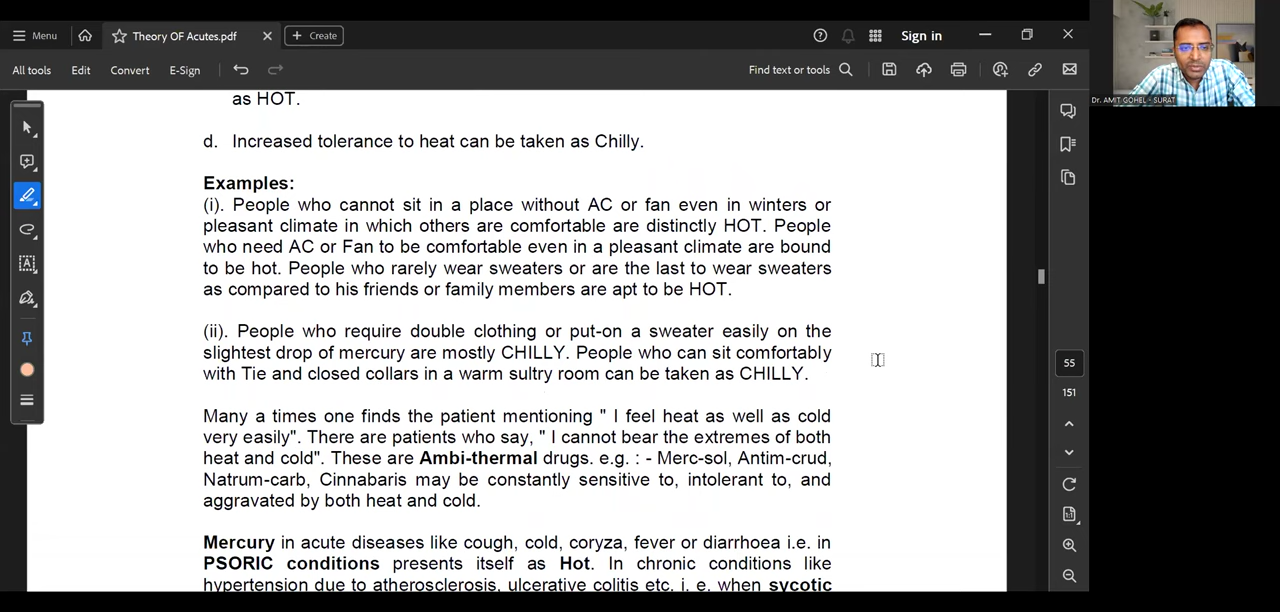 Menu
Theory OF Acutes.pdf
Create
Sign in
All tools
Edit
Convert
E-Sign
Find text or tools
Dr. AMIT GOHEL - SURAT
as HOT.
d. Increased tolerance to heat can be taken as Chilly.
Examples:
(i). People who cannot sit in a place without AC or fan even in winters or
pleasant climate in which others are comfortable are distinctly HOT. People
who need AC or Fan to be comfortable even in a pleasant climate are bound
to be hot. People who rarely wear sweaters or are the last to wear sweaters
as compared to his friends or family members are apt to be HOT.
(ii). People who require double clothing or put-on a sweater easily on the
slightest drop of mercury are mostly CHILLY. People who can sit comfortably
with Tie and closed collars in a warm sultry room can be taken as CHILLY.
Many a times one finds the patient mentioning " I feel heat as well as cold
very easily". There are patients who say, " I cannot bear the extremes of both
heat and cold". These are Ambi-thermal drugs. e.g. : - Merc-sol, Antim-crud,
Natrum-carb, Cinnabaris may be constantly sensitive to, intolerant to, and
aggravated by both heat and cold.
Mercury in acute diseases like cough, cold, coryza, fever or diarrhoea i.e. in
PSORIC conditions presents itself as Hot. In chronic conditions like
hypertension due to atherosclerosis, ulcerative colitis etc. i. e. when sycotic
55
151
1:1